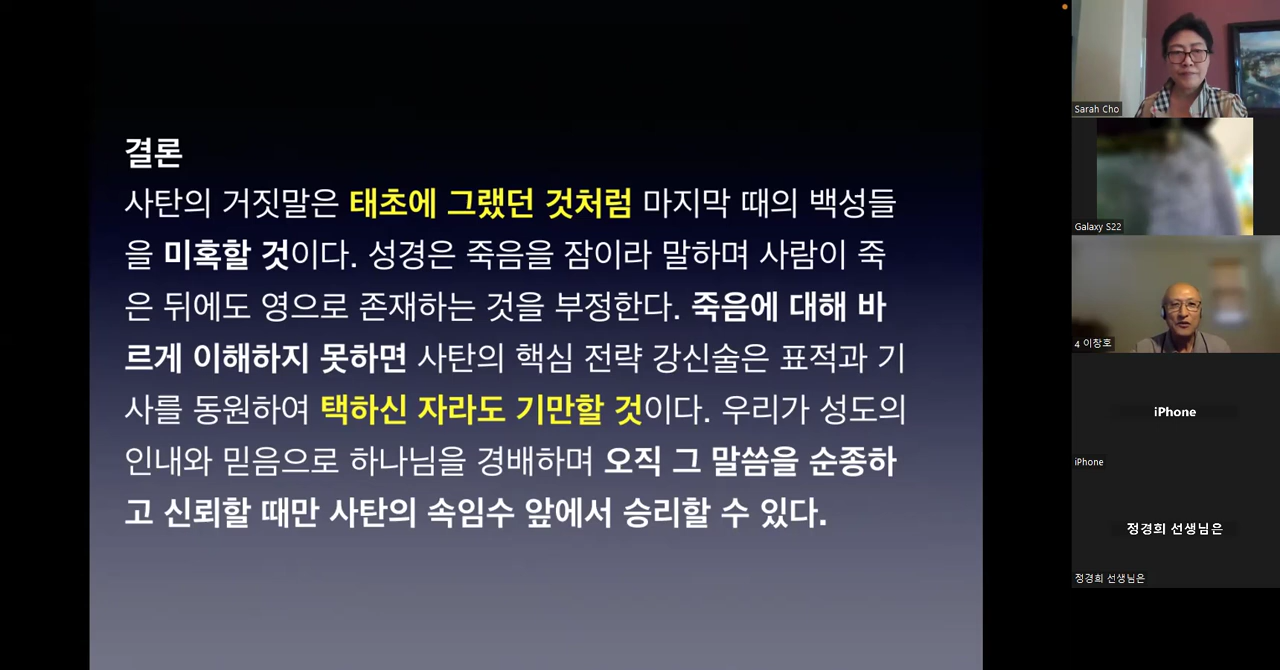 결론
사탄의 거짓말은 태초에 그랬던 것처럼 마지막 때의 백성들
을 미혹할 것이다. 성경은 죽음을 잠이라 말하며 사람이 죽
은 뒤에도 영으로 존재하는 것을 부정한다. 죽음에 대해 바
르게 이해하지 못하면 사탄의 핵심 전략 강신술은 표적과 기
사를 동원하여 택하신 자라도 기만할 것이다. 우리가 성도의
인내와 믿음으로 하나님을 경배하며 오직 그 말씀을 순종하
고 신뢰할 때만 사탄의 속임수 앞에서 승리할 수 있다.
Sarah Cho
Galaxy S22
4 이창호
iPhone
iPhone
정경희 선생님은
정경희 선생님은